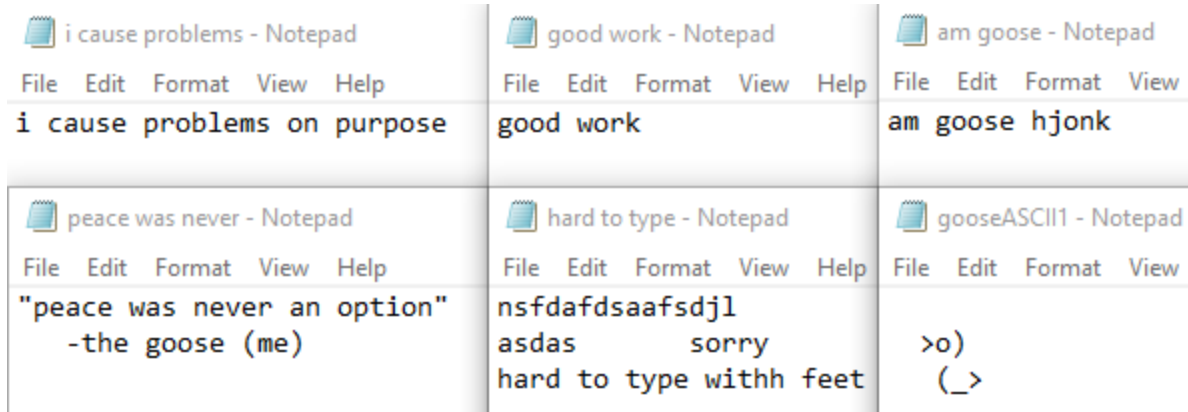 i cause problems - Notepad
File Edit Format View Help
i cause problems on purpose
good work - Notepad
File Edit Format View Help
good work
am goose - Notepad
File Edit Format View
am goose hjonk
peace was never - Notepad
File Edit Format View Help
"peace was never an option"
-the goose (me)
hard to type - Notepad
File Edit Format View Help
nsfdafdsaafsdjl
asdas sorry
hard to type withh feet
gooseASCII1 - Notepad
File Edit Format View
>o)
(_>